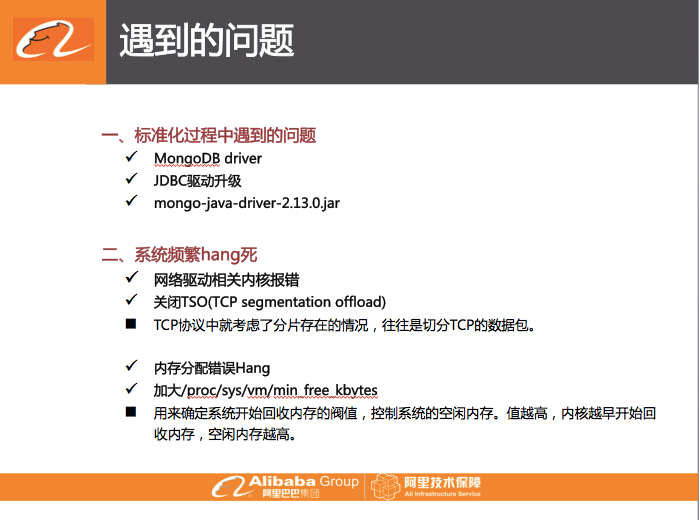 遇到的问题
一、标准化过程中遇到的问题
✓ MongoDB driver
✓ JDBC驱动升级
✓ mongo-java-driver-2.13.0.jar
二、系统频繁hang死
✓ 网络驱动相关内核报错
✓ 关闭TSO(TCP segmentation offload)
■ TCP协议中就考虑了分片存在的情况，往往是切分TCP的数据包。
✓ 内存分配错误Hang
✓ 加大/proc/sys/vm/min_free_kbytes
■ 用来确定系统开始回收内存的阀值，控制系统的空闲内存。值越高，内核越早开始回
收内存，空闲内存越高。
Alibaba Group 阿里技术保障
阿里巴巴集团 Ali Infrastructure Service